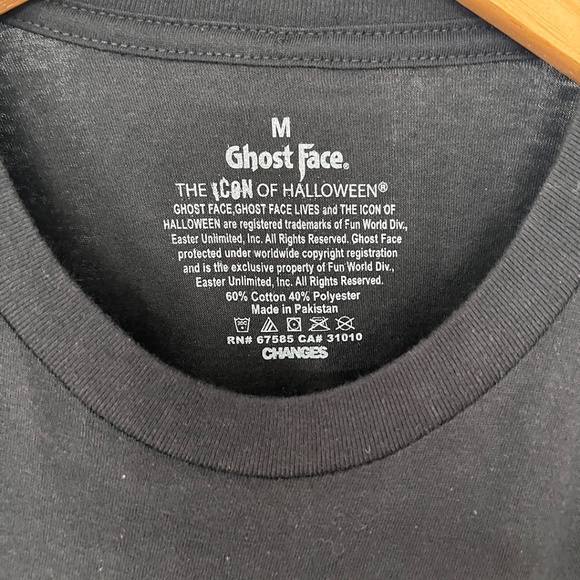 M
Ghost Face®
THE ICON OF HALLOWEEN®
GHOST FACE,GHOST FACE LIVES and THE ICON OF
HALLOWEEN are registered trademarks of Fun World Div.,
Easter Unlimited, Inc. All Rights Reserved. Ghost Face
protected under worldwide copyright registration
and is the exclusive property of Fun World Div.,
Easter Unlimited, Inc. All Rights Reserved.
60% Cotton 40% Polyester
Made in Pakistan
RN# 67585 CA# 31010
CHANGES